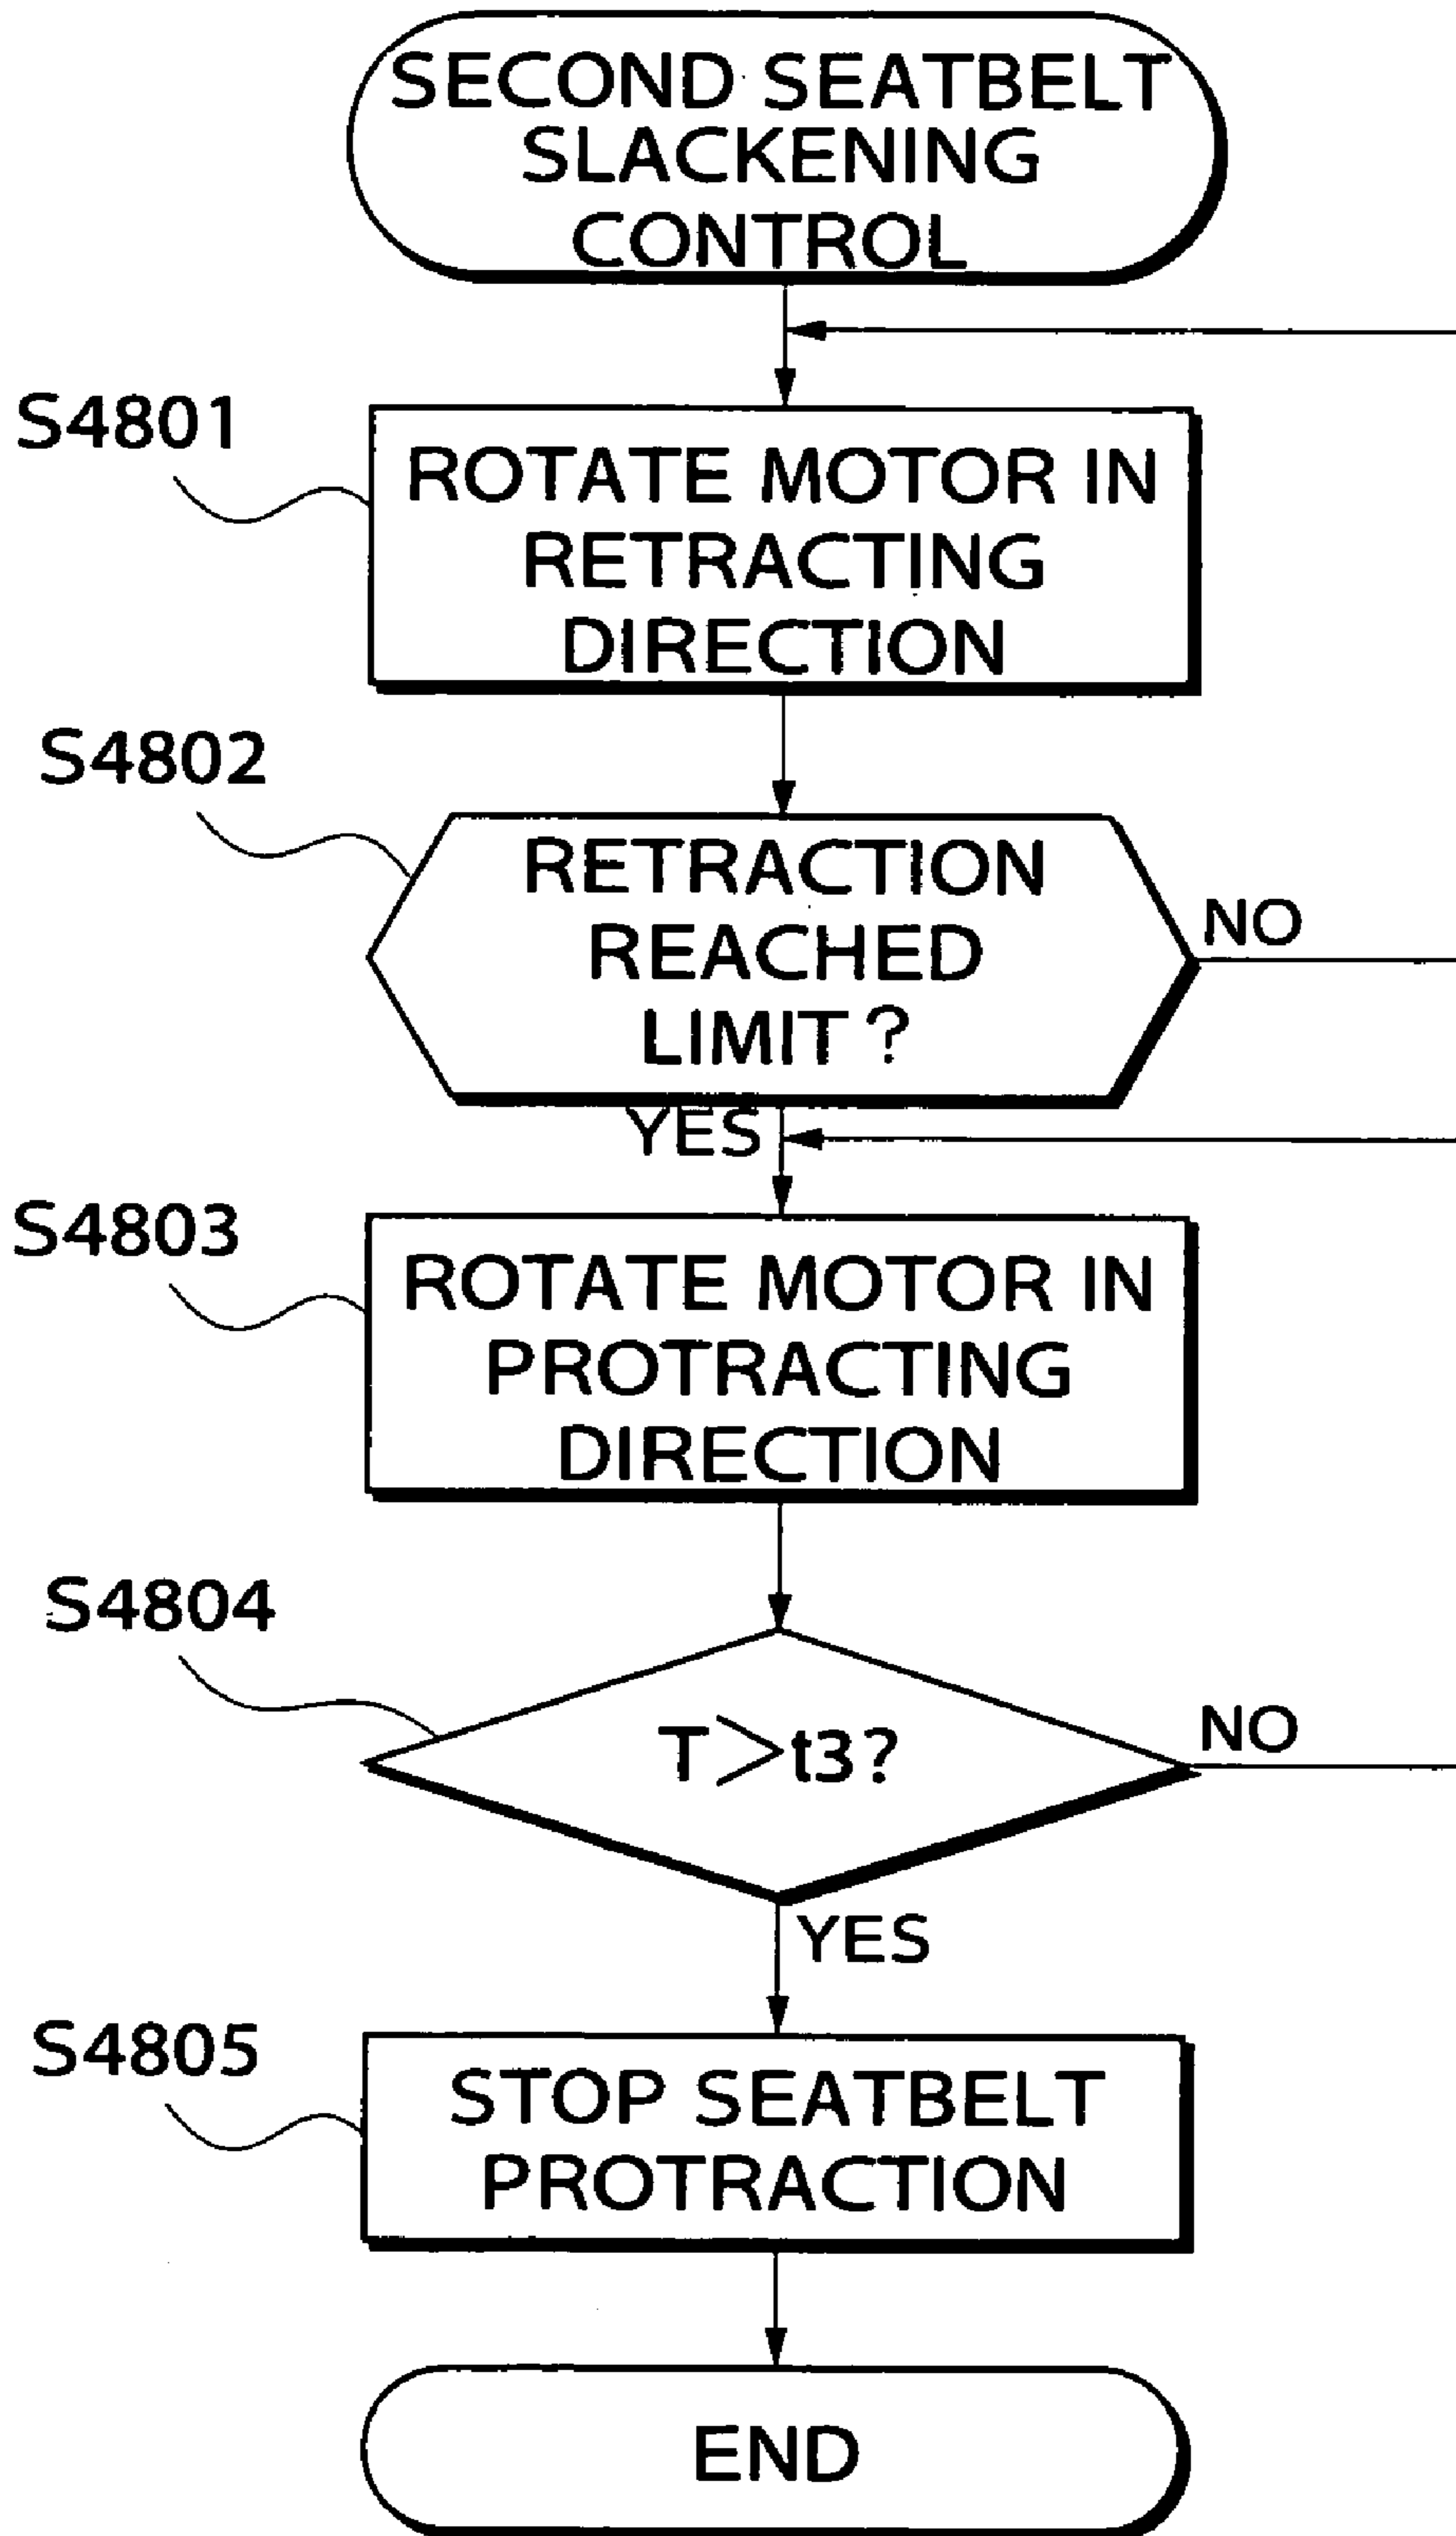 SECOND SEATBELT
SLACKENING
CONTROL
S4801
ROTATE MOTOR IN
RETRACTING
DIRECTION
S4802
RETRACTION
REACHED
LIMIT?
NO
YES
S4803
ROTATE MOTOR IN
PROTRACTING
DIRECTION
S4804
T>t3?
NO
YES
S4805
STOP SEATBELT
PROTRACTION
END